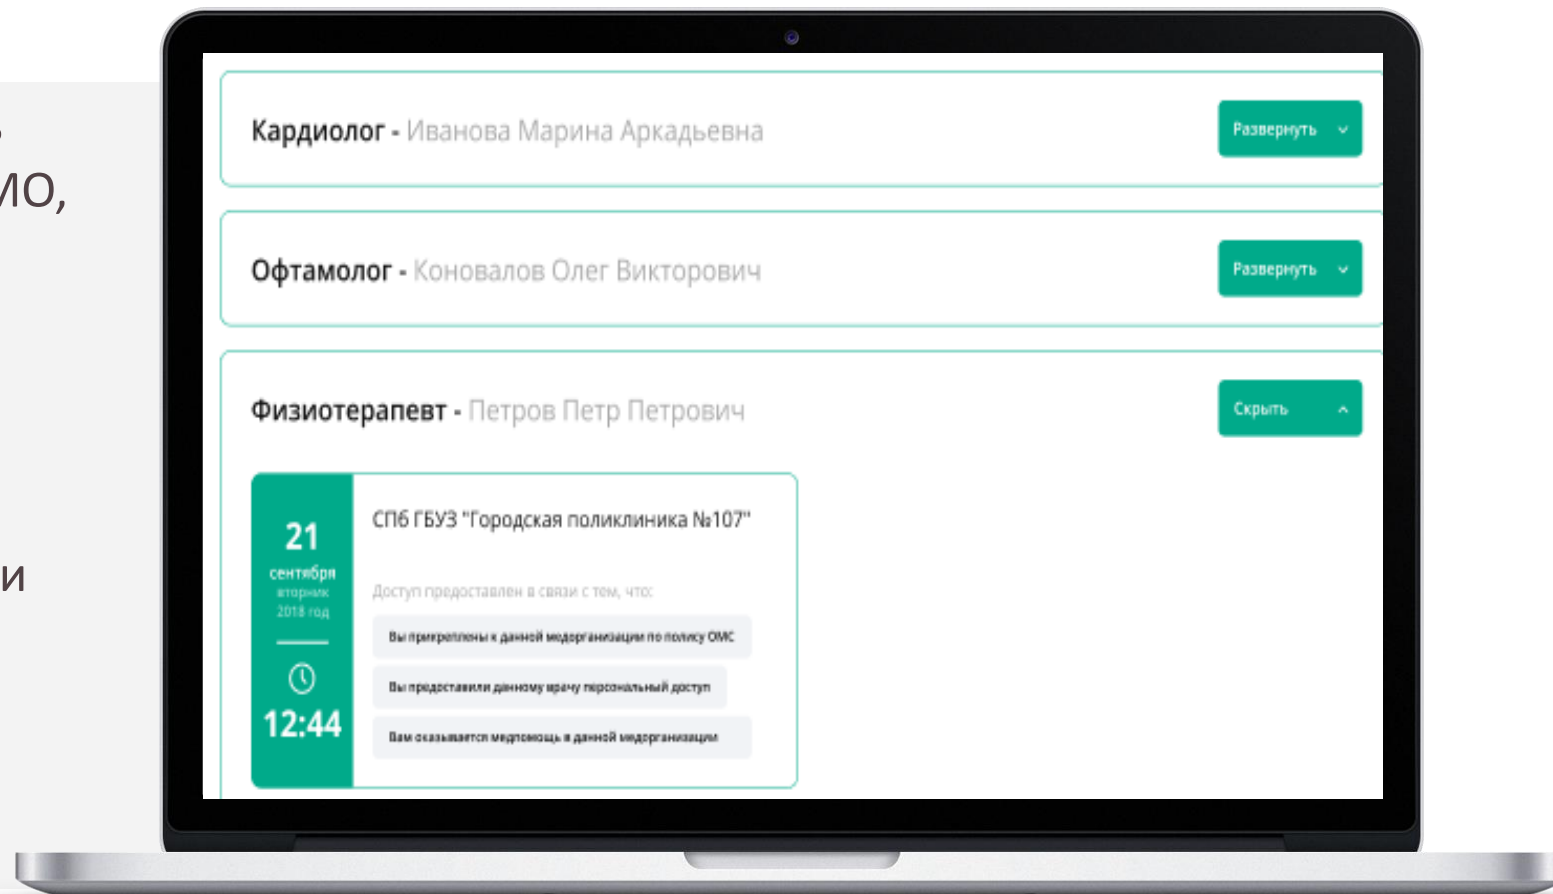 МО,
и
Кардиолог - Иванова Марина Аркадьевна
Развернуть
Офтамолог - Коновалов Олег Викторович
Развернуть
Физиотерапевт - Петров Петр Петрович
Скрыть
21
сентября
вторник
2018 год
12:44
СПб ГБУЗ "Городская поликлиника №107"
Доступ предоставлен в связи с тем, что:
Вы прикреплены к данной медорганизации по полису ОМС
Вы предоставили данному врачу персональный доступ
Вам оказывается медпомощь в данной медорганизации